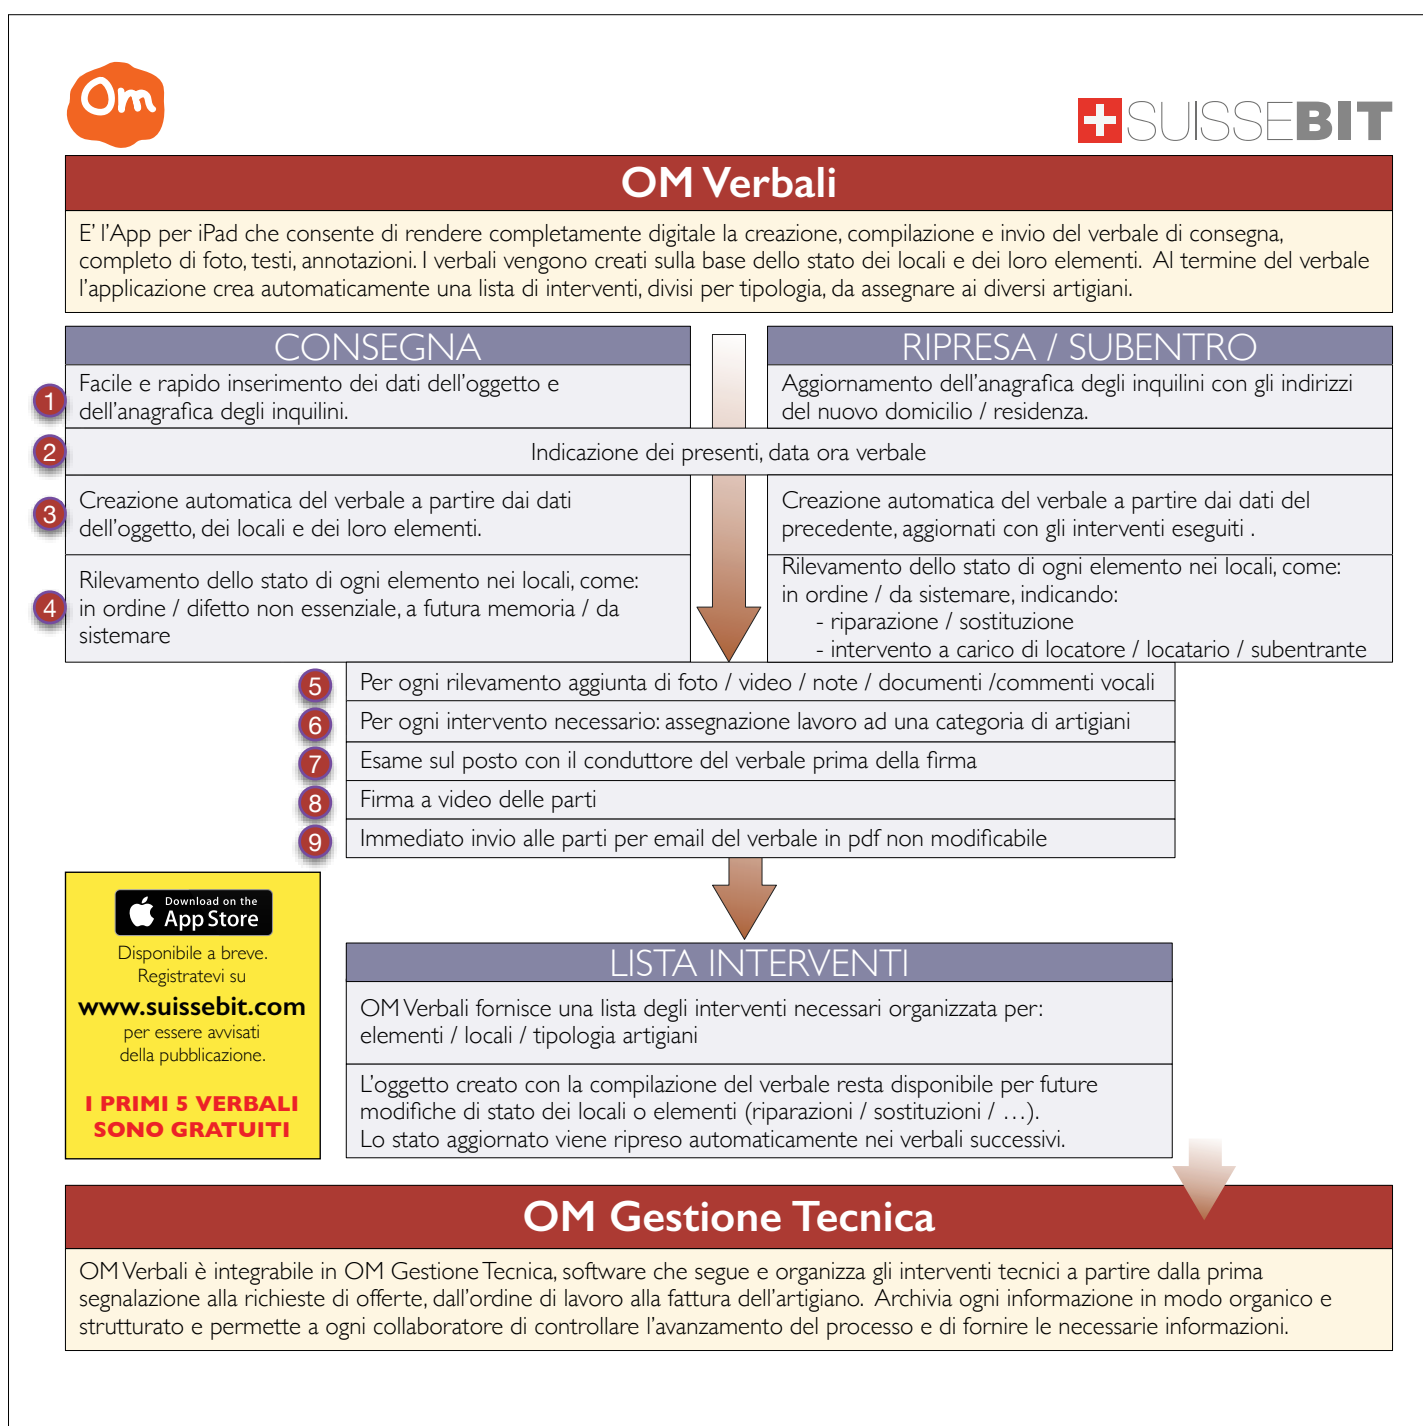 Om
SUISSEBIT
OM Verbali
E' l'App per iPad che consente di rendere completamente digitale la creazione, compilazione e invio del verbale di consegna,
completo di foto, testi, annotazioni. I verbali vengono creati sulla base dello stato dei locali e dei loro elementi. Al termine del verbale
l'applicazione crea automaticamente una lista di interventi, divisi per tipologia, da assegnare ai diversi artigiani.
CONSEGNA
RIPRESA / SUBENTRO
1
Facile e rapido inserimento dei dati dell'oggetto e
dell'anagrafica degli inquilini.
Aggiornamento dell'anagrafica degli inquilini con gli indirizzi
del nuovo domicilio / residenza.
2
Indicazione dei presenti, data ora verbale
3
Creazione automatica del verbale a partire dai dati
dell'oggetto, dei locali e dei loro elementi.
Creazione automatica del verbale a partire dai dati del
precedente, aggiornati con gli interventi eseguiti .
4
Rilevamento dello stato di ogni elemento nei locali, come:
in ordine / difetto non essenziale, a futura memoria / da
sistemare
Rilevamento dello stato di ogni elemento nei locali, come:
in ordine / da sistemare, indicando:
- riparazione / sostituzione
- intervento a carico di locatore / locatario / subentrante
5
Per ogni rilevamento aggiunta di foto / video / note / documenti /commenti vocali
6
Per ogni intervento necessario: assegnazione lavoro ad una categoria di artigiani
7
Esame sul posto con il conduttore del verbale prima della firma
8
Firma a video delle parti
9
Immediato invio alle parti per email del verbale in pdf non modificabile
Download on the
App Store
Disponibile a breve.
Registratevi su
www.suissebit.com
per essere avvisati
della pubblicazione.
I PRIMI 5 VERBALI
SONO GRATUITI
LISTA INTERVENTI
OM Verbali fornisce una lista degli interventi necessari organizzata per:
elementi / locali / tipologia artigiani
L'oggetto creato con la compilazione del verbale resta disponibile per future
modifiche di stato dei locali o elementi (riparazioni / sostituzioni / …).
Lo stato aggiornato viene ripreso automaticamente nei verbali successivi.
OM Gestione Tecnica
OM Verbali è integrabile in OM Gestione Tecnica, software che segue e organizza gli interventi tecnici a partire dalla prima
segnalazione alla richieste di offerte, dall'ordine di lavoro alla fattura dell'artigiano. Archivia ogni informazione in modo organico e
strutturato e permette a ogni collaboratore di controllare l'avanzamento del processo e di fornire le necessarie informazioni.